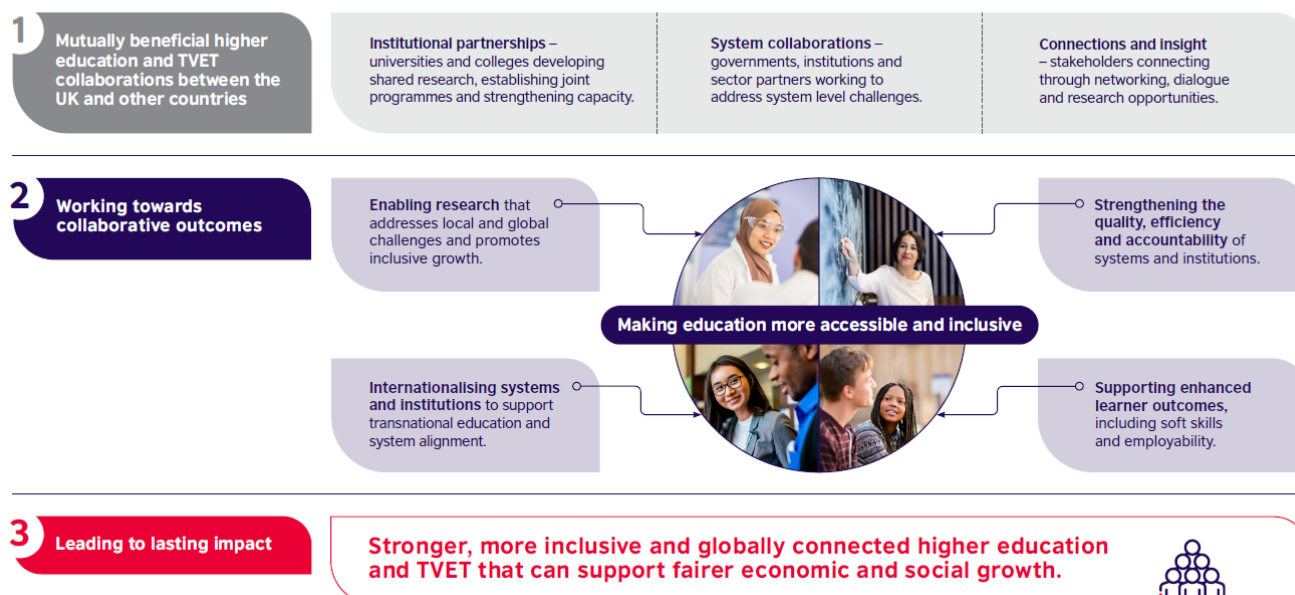 1
Mutually beneficial higher
education and TVET
collaborations between the
UK and other countries
Institutional partnerships –
universities and colleges developing
shared research, establishing joint
programmes and strengthening capacity.
System collaborations –
governments, institutions and
sector partners working to
address system level challenges.
Connections and insight
– stakeholders connecting
through networking, dialogue
and research opportunities.
2
Working towards
collaborative outcomes
Enabling research that
addresses local and global
challenges and promotes
inclusive growth.
Strengthening the
quality, efficiency
and accountability of
systems and institutions.
Making education more accessible and inclusive
Internationalising systems
and institutions to support
transnational education and
system alignment.
Supporting enhanced
learner outcomes,
including soft skills
and employability.
3
Leading to lasting impact
Stronger, more inclusive and globally connected higher education
and TVET that can support fairer economic and social growth.